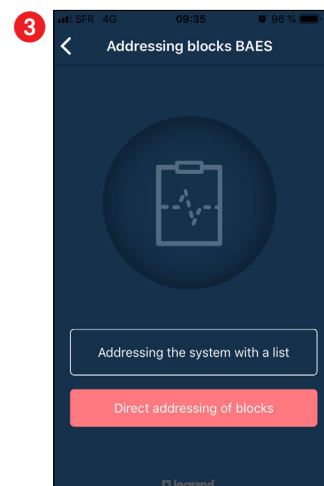 3
SFR 4G 09:35 96 %
Addressing blocks BAES
Addressing the system with a list
Direct addressing of blocks
legrand